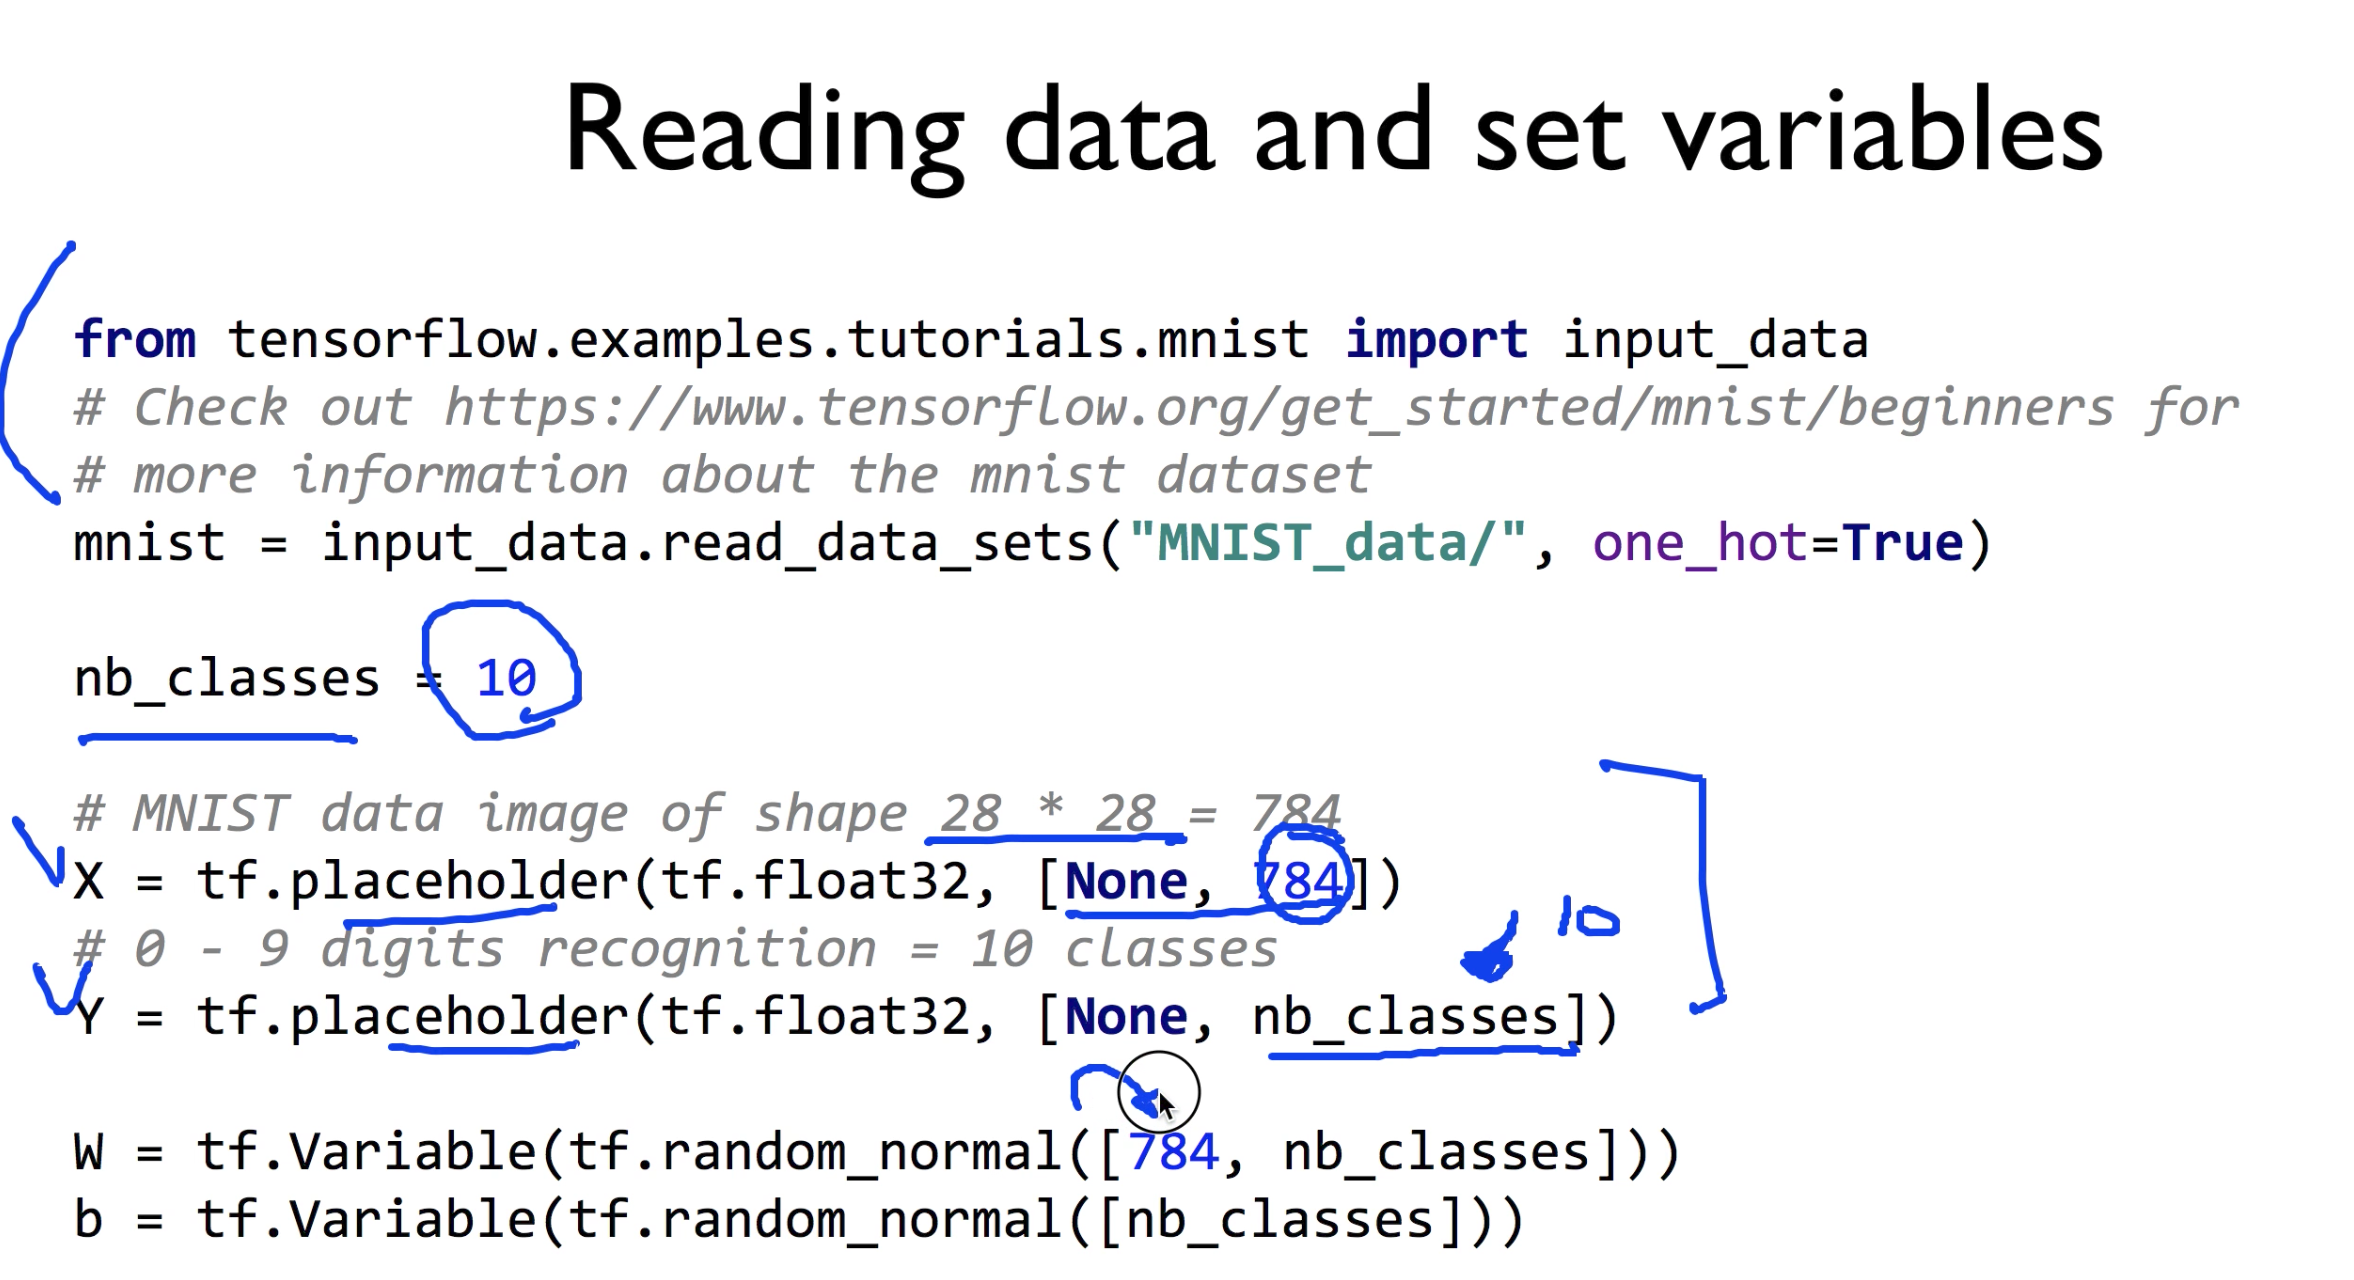 Reading data and set variables
from tensorflow.examples.tutorials.mnist import input_data
# Check out https://www.tensorflow.org/get_started/mnist/beginners for
# more information about the mnist dataset
mnist = input_data.read_data_sets("MNIST_data/", one_hot=True)
nb_classes = 10
# MNIST data image of shape 28 * 28 = 784
X = tf.placeholder(tf.float32, [None, 784])
# 0 - 9 digits recognition = 10 classes
10
Y = tf.placeholder(tf.float32, [None, nb_classes])
W = tf.Variable(tf.random_normal([784, nb_classes]))
b = tf.Variable(tf.random_normal([nb_classes]))